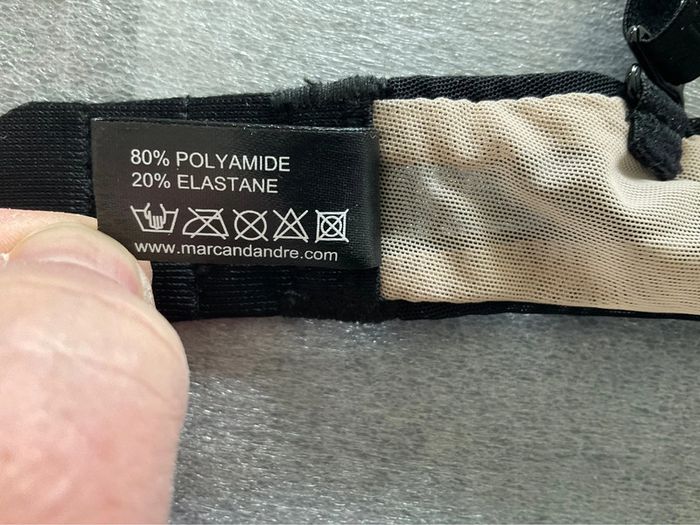 80% POLYAMIDE
20% ELASTANE
www.marcandandre.com